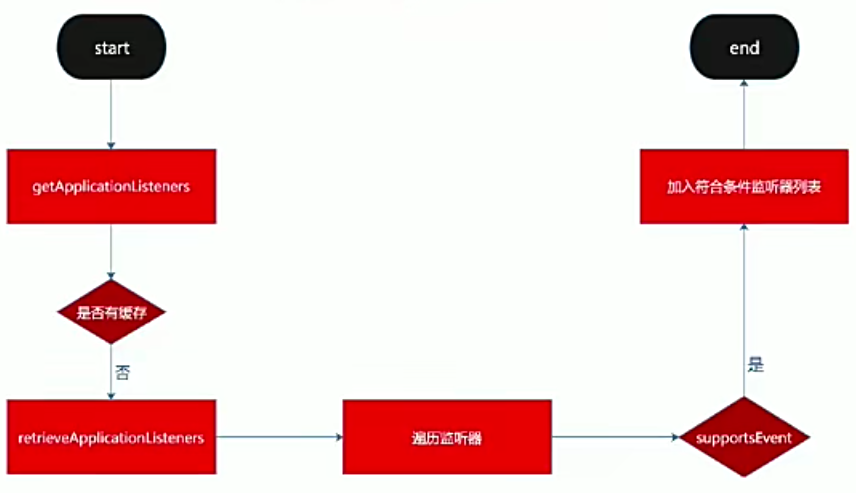 start
getApplicationListeners
是否有缓存
否
retrieveApplicationListeners
遍历监听器
supportsEvent
是
加入符合条件监听器列表
end